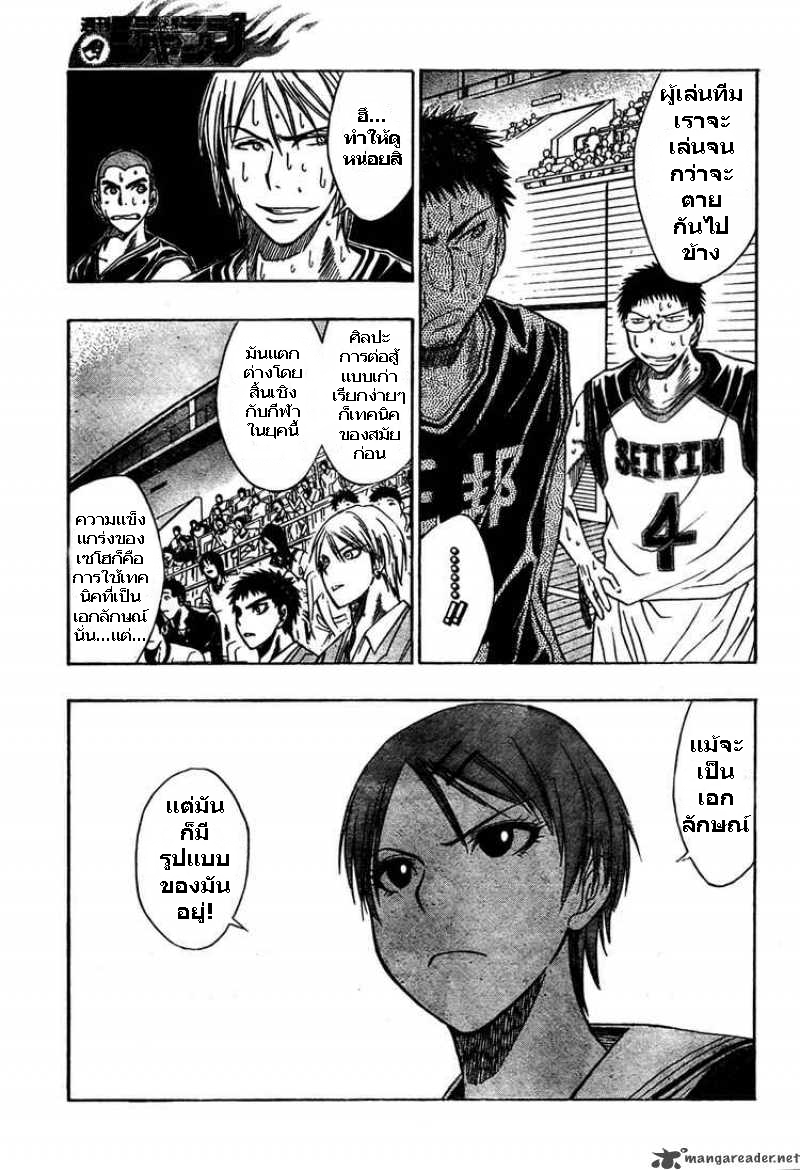 ผู้เล่นทีม
เราจะ
เล่นจน
กว่าจะ
ตาย
กันไป
ข้าง
SEIRIN
4
ฮึ...
ทำให้ดู
หน่อยสิ
ศิลปะ
การต่อสู้
แบบเก่า
เรียกง่ายๆ
ก็เทคนิค
ของสมัย
ก่อน
มันแตก
ต่างโดย
สิ้นเชิง
กับกีฬา
ในยุคนี้
ความแข็ง
แกร่งของ
เซโฮก็คือ
การใช้เทค
นิคที่เป็น
เอกลักษณ์
นั่น...แต่...
แม้จะ
เป็น
เอก
ลักษณ์
แต่มัน
ก็มี
รูปแบบ
ของมัน
อยู่!
mangareader.net